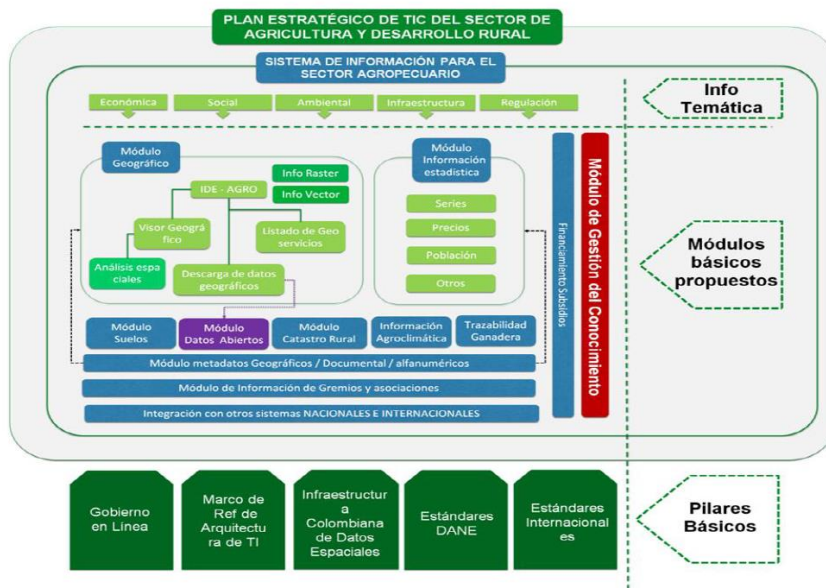 PLAN ESTRATÉGICO DE TIC DEL SECTOR DE
AGRICULTURA Y DESARROLLO RURAL
SISTEMA DE INFORMACIÓN PARA EL
SECTOR AGROPECUARIO
Económica
Social
Ambiental
Infraestructura
Regulación
Info
Temática
Módulo
Geográfico
IDE - AGRO
Info Raster
Info Vector
Visor Geográ
fico
Listado de Geo
servicios
Análisis espa
ciales
Descarga de datos
geográficos
Módulo
Información
estadística
Series
Precios
Población
Otros
Financiamiento Subsidios
Módulo de Gestión del Conocimiento
Módulos
básicos
propuestos
Módulo
Suelos
Módulo
Datos Abiertos
Módulo
Catastro Rural
Información
Agroclimática
Trazabilidad
Ganadera
Módulo metadatos Geográficos / Documental / alfanuméricos
Módulo de Información de Gremios y asociaciones
Integración con otros sistemas NACIONALES E INTERNACIONALES
Gobierno
en Línea
Marco de
Ref de
Arquitectu
ra de TI
Infraestructur
a
Colombiana
de Datos
Espaciales
Estándares
DANE
Estándares
Internacional
es
Pilares
Básicos